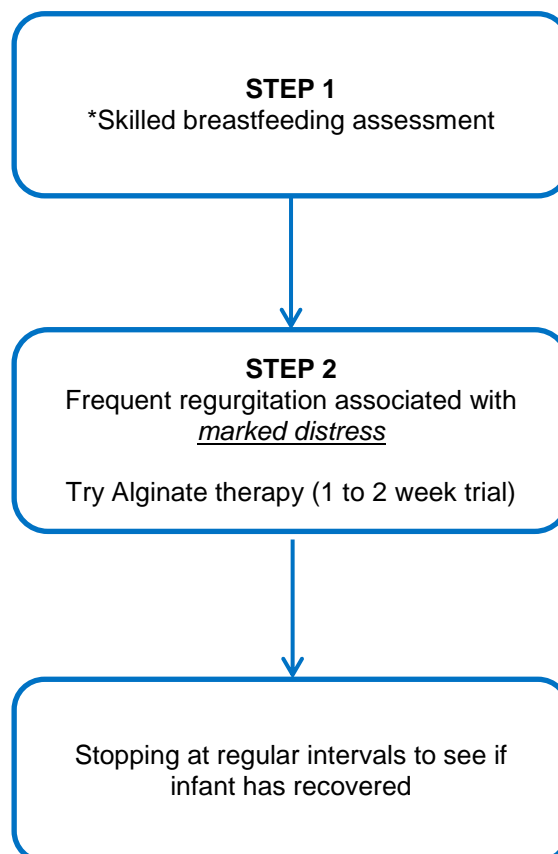 STEP 1
*Skilled breastfeeding assessment
STEP 2
Frequent regurgitation associated with
marked distress
Try Alginate therapy (1 to 2 week trial)
Stopping at regular intervals to see if
infant has recovered